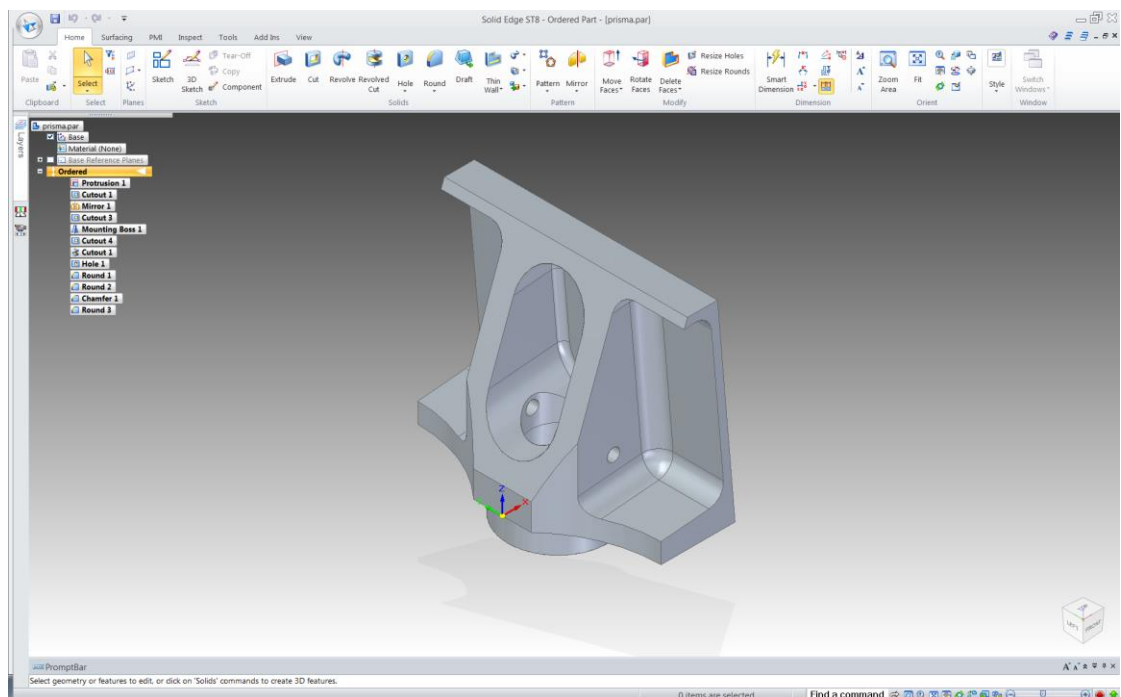 Solid Edge ST8 - Ordered Part - [prisma.par]
Home Surfacing PMI Inspect Tools Add Ins View
Tear-Off
Resize Holes
Copy
Resize Rounds
Component
Paste Select Sketch 3D Sketch Extrude Cut Revolve Revolved Cut Hole Round Draft Thin Wall Pattern Mirror Move Faces Rotate Faces Delete Faces Smart Dimension Zoom Area Fit Style Switch Windows
Clipboard Select Planes Sketch Solids Pattern Modify Dimension Orient Style Window
Layers
prisma.par
Base
Material (None)
Base Reference Planes
Ordered
Protrusion 1
Cutout 1
Mirror 1
Cutout 3
Mounting Boss 1
Cutout 4
Cutout 1
Hole 1
Round 1
Round 2
Chamfer 1
Round 3
Z
X
LEFT FRONT
PromptBar
Select geometry or features to edit, or click on 'Solids' commands to create 3D features.
0 items are selected Find a command